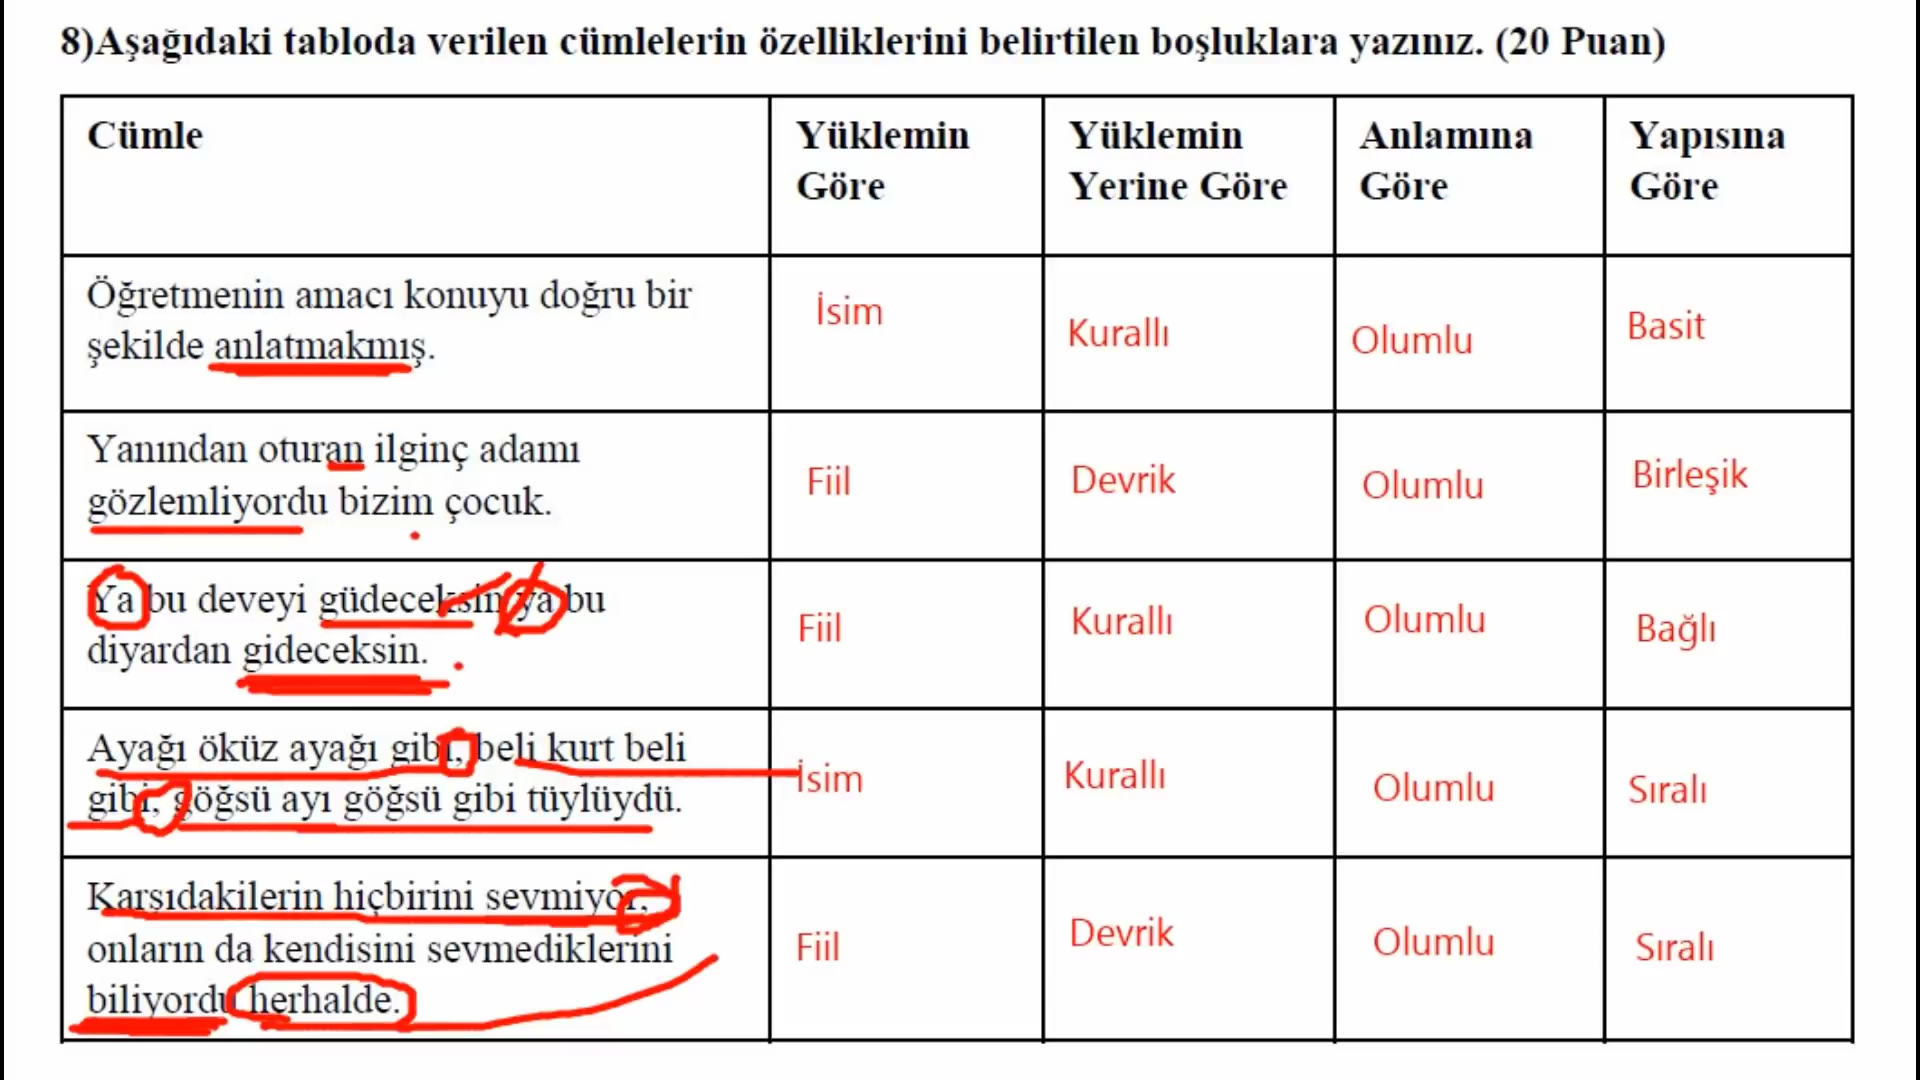 8)Aşağıdaki tabloda verilen cümlelerin özelliklerini belirtilen boşluklara yazınız. (20 Puan)
Cümle
Yüklemin
Göre
Yüklemin
Yerine Göre
Anlamına
Göre
Yapısına
Göre
Öğretmenin amacı konuyu doğru bir
şekilde anlatmakmış.
İsim
Kurallı
Olumlu
Basit
Yanından oturan ilginç adamı
gözlemliyordu bizim çocuk.
Fiil
Devrik
Olumlu
Birleşik
Ya bu deveyi güdeceksin ya bu
diyardan gideceksin.
Fiil
Kurallı
Olumlu
Bağlı
Ayağı öküz ayağı gibi, beli kurt beli
gibi, göğsü ayı göğsü gibi tüylüydü.
İsim
Kurallı
Olumlu
Sıralı
Karşıdakilerin hiçbirini sevmiyor,
onların da kendisini sevmediklerini
biliyordu herhalde.
Fiil
Devrik
Olumlu
Sıralı